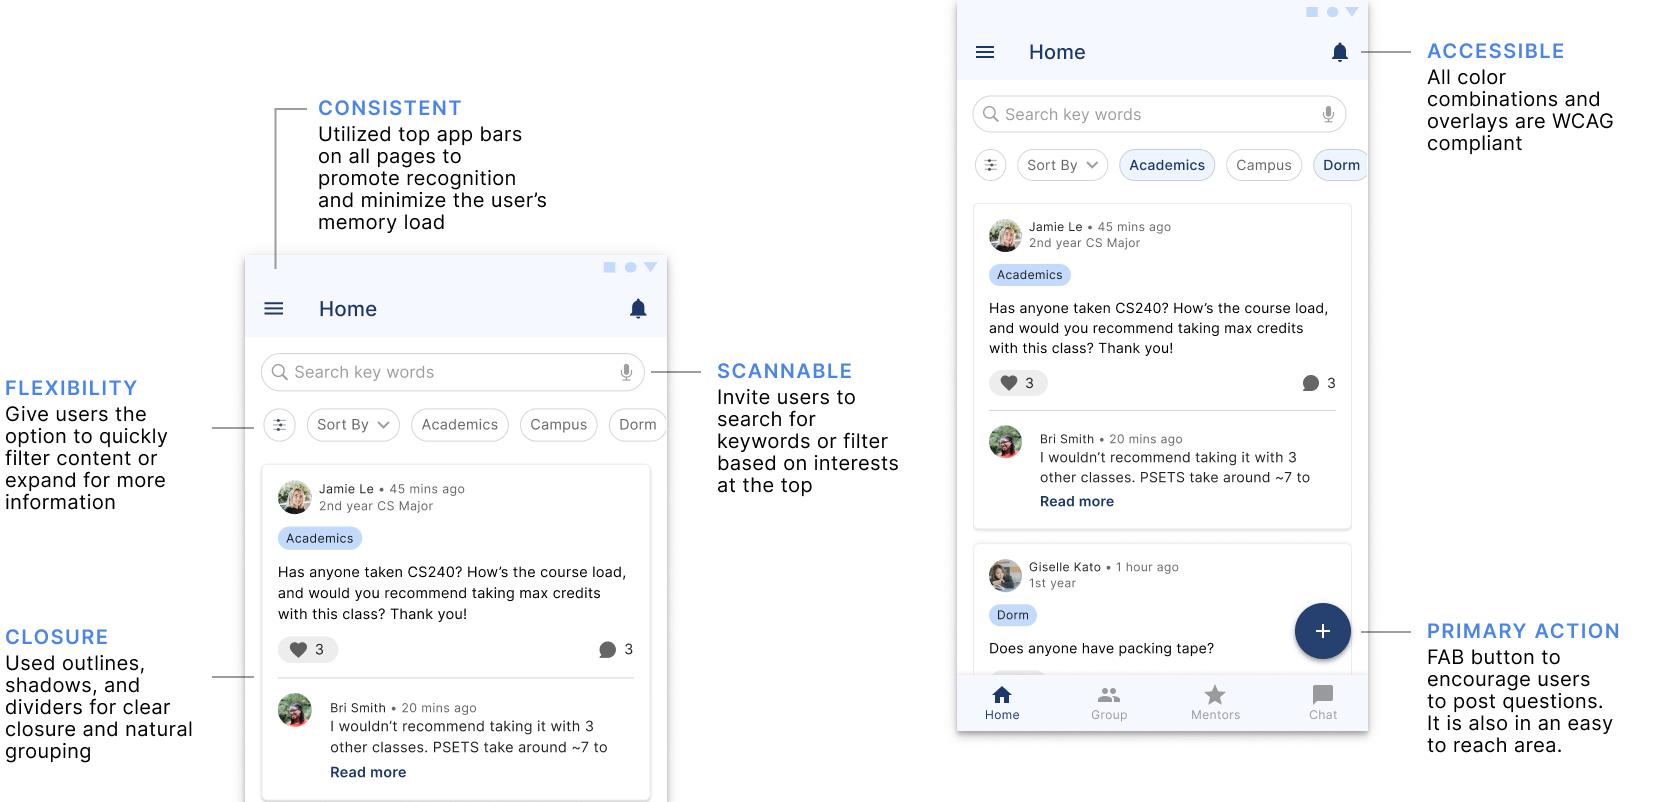 CONSISTENT
Utilized top app bars
on all pages to
promote recognition
and minimize the user's
memory load
FLEXIBILITY
Give users the
option to quickly
filter content or
expand for more
information
CLOSURE
Used outlines,
shadows, and
dividers for clear
closure and natural
grouping
Home
Search key words
Sort By
Academics
Campus
Dorm
Jamie Le • 45 mins ago
2nd year CS Major
Academics
Has anyone taken CS240? How's the course load,
and would you recommend taking max credits
with this class? Thank you!
3
3
Bri Smith • 20 mins ago
I wouldn't recommend taking it with 3
other classes. PSETS take around ~7 to
Read more
SCANNABLE
Invite users to
search for
keywords or filter
based on interests
at the top
Home
Search key words
Sort By
Academics
Campus
Dorm
Jamie Le • 45 mins ago
2nd year CS Major
Academics
Has anyone taken CS240? How's the course load,
and would you recommend taking max credits
with this class? Thank you!
3
3
Bri Smith • 20 mins ago
I wouldn't recommend taking it with 3
other classes. PSETS take around ~7 to
Read more
Giselle Kato • 1 hour ago
1st year
Dorm
Does anyone have packing tape?
Home
Group
Mentors
Chat
ACCESSIBLE
All color
combinations and
overlays are WCAG
compliant
PRIMARY ACTION
FAB button to
encourage users
to post questions.
It is also in an easy
to reach area.